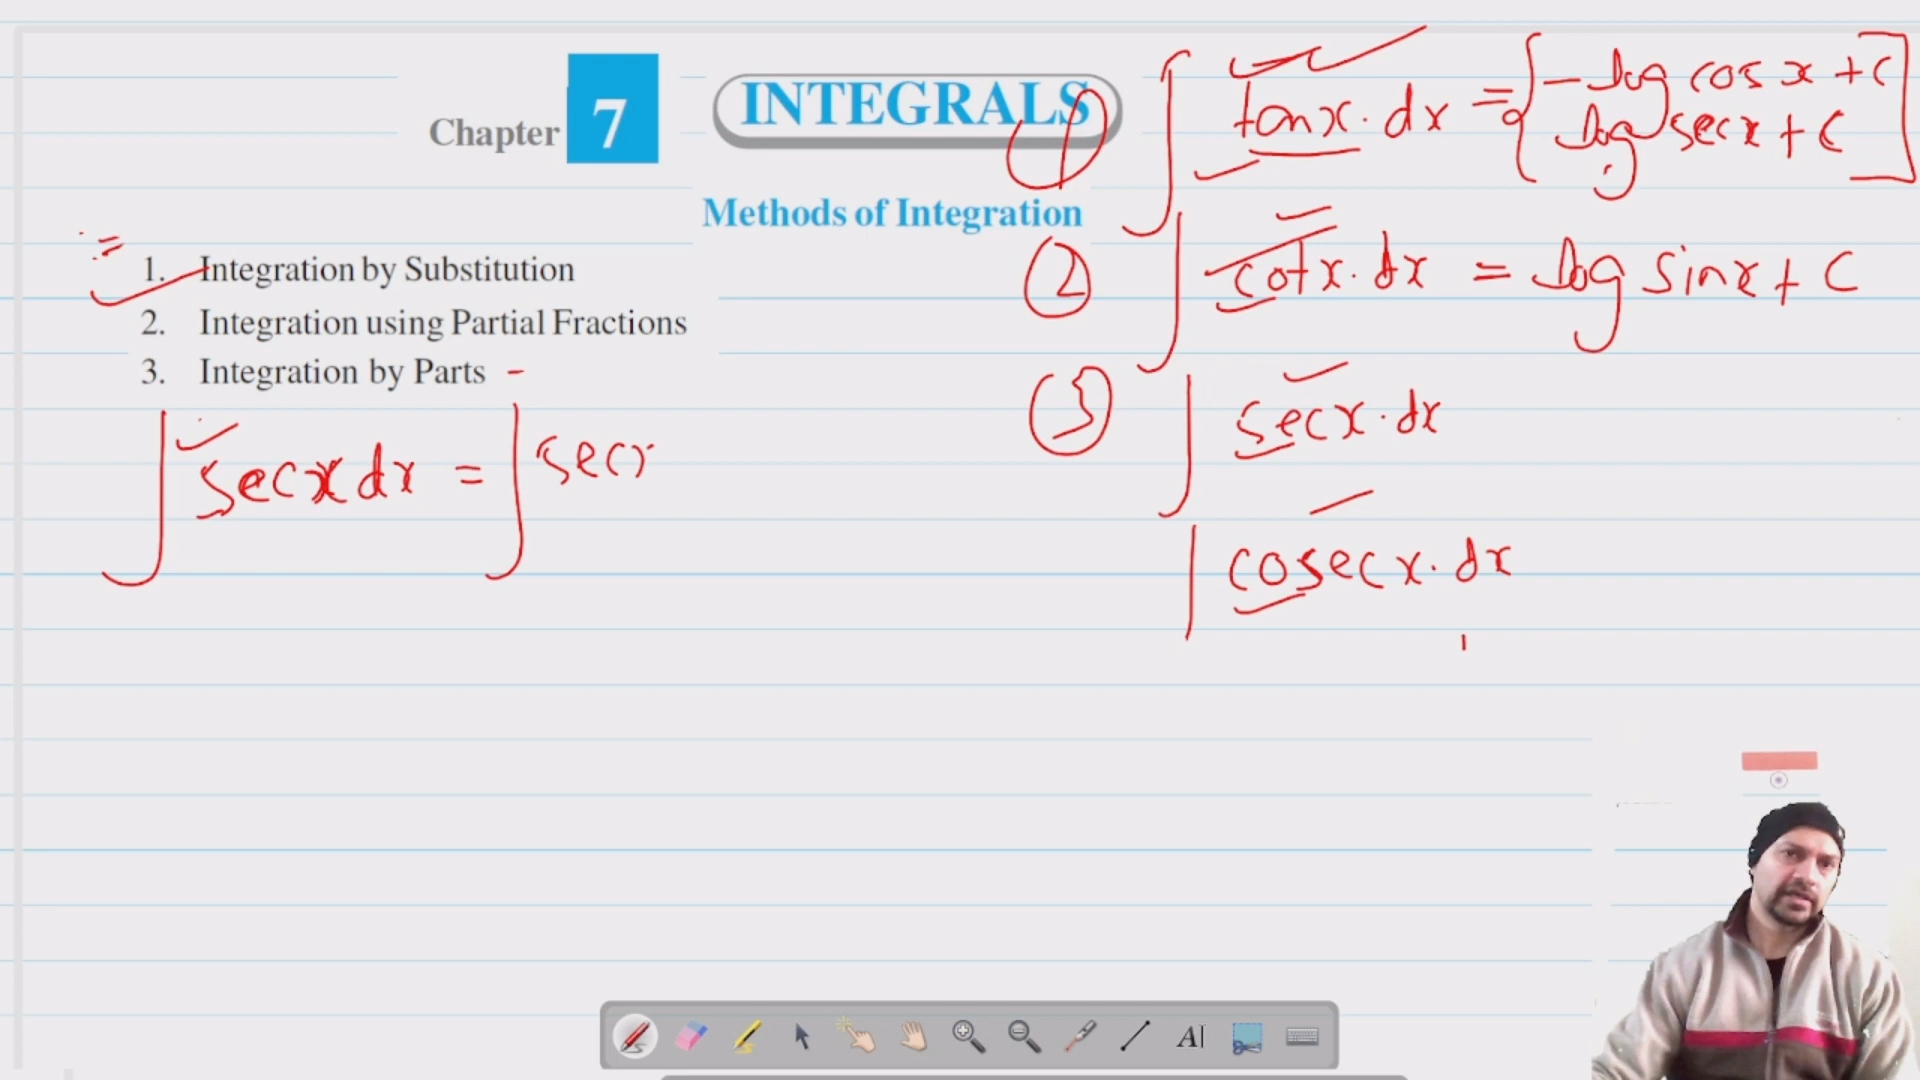 Chapter 7 INTEGRALS
Methods of Integration
1. Integration by Substitution
2. Integration using Partial Fractions
3. Integration by Parts -
∫ secx dx = ∫ secx
① ∫ tanx. dx = { - log cos x + C
log secx + C ]
② ∫ cotx. dx = log sinx + C
③ ∫ secx. dx
∫ cosecx. dx
A